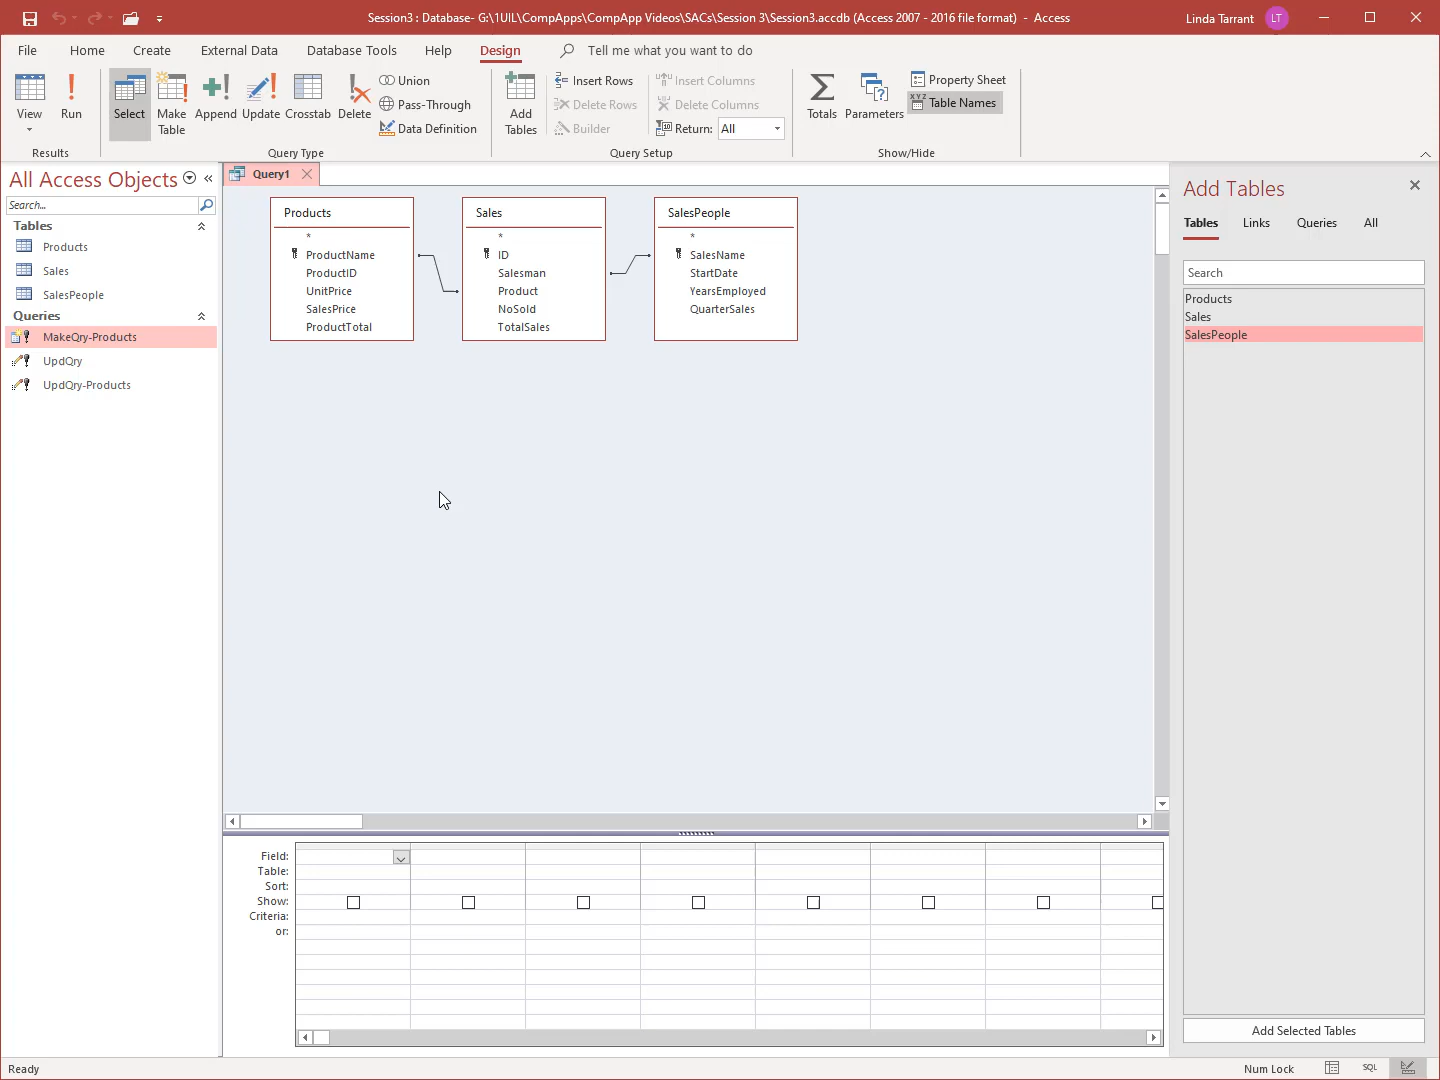 Session3 : Database- G:\1UIL\CompApps\CompApp Videos\SACs\Session 3\Session3.accdb (Access 2007 - 2016 file format) - Access
Linda Tarrant LT
File Home Create External Data Database Tools Help Design Tell me what you want to do
View Run
Results
Select Make Table Append Update Crosstab Delete
Union
Pass-Through
Data Definition
Query Type
Add Tables
Insert Rows
Delete Rows
Builder
Insert Columns
Delete Columns
Return: All
Query Setup
Totals Parameters
Property Sheet
XYZ Table Names
Show/Hide
All Access Objects
Search...
Tables
Products
Sales
SalesPeople
Queries
MakeQry-Products
UpdQry
UpdQry-Products
Query1
Products
*
ProductName
ProductID
UnitPrice
SalesPrice
ProductTotal
Sales
*
ID
Salesman
Product
NoSold
TotalSales
SalesPeople
*
SalesName
StartDate
YearsEmployed
QuarterSales
Field:
Table:
Sort:
Show:
Criteria:
or:
Add Tables
Tables Links Queries All
Search
Products
Sales
SalesPeople
Add Selected Tables
Ready
Num Lock SQL